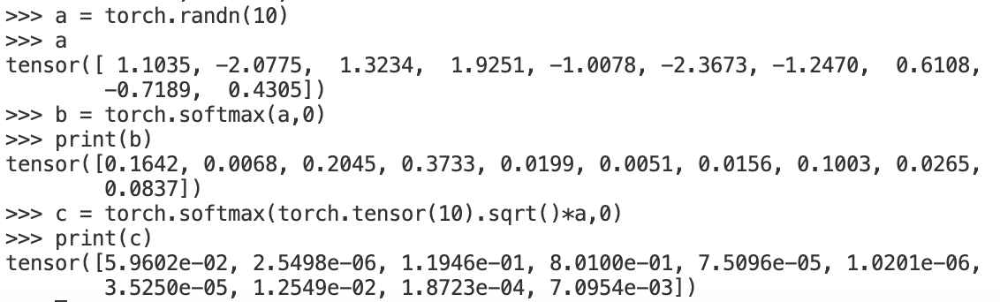 >>> a = torch.randn(10)
>>> a
tensor([ 1.1035, -2.0775,  1.3234,  1.9251, -1.0078, -2.3673, -1.2470,  0.6108,
        -0.7189,  0.4305])
>>> b = torch.softmax(a,0)
>>> print(b)
tensor([0.1642, 0.0068, 0.2045, 0.3733, 0.0199, 0.0051, 0.0156, 0.1003, 0.0265,
        0.0837])
>>> c = torch.softmax(torch.tensor(10).sqrt()*a,0)
>>> print(c)
tensor([5.9602e-02, 2.5498e-06, 1.1946e-01, 8.0100e-01, 7.5096e-05, 1.0201e-06,
        3.5250e-05, 1.2549e-02, 1.8723e-04, 7.0954e-03])